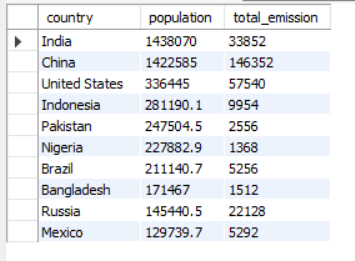 country population total_emission
India 1438070 33852
China 1422585 146352
United States 336445 57540
Indonesia 281190.1 9954
Pakistan 247504.5 2556
Nigeria 227882.9 1368
Brazil 211140.7 5256
Bangladesh 171467 1512
Russia 145440.5 22128
Mexico 129739.7 5292